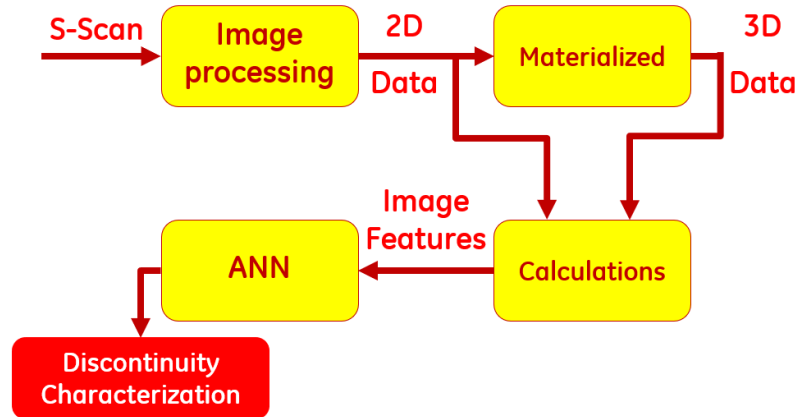 S-Scan
Image
processing
2D
Data
Materialized
3D
Data
Image
Features
ANN
Calculations
Discontinuity
Characterization